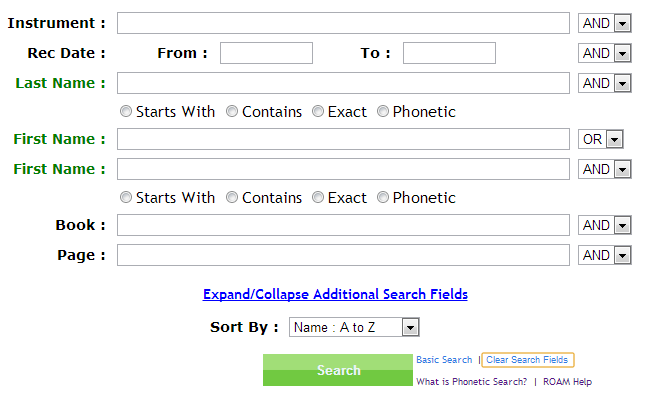 Instrument : AND
Rec Date : From : To : AND
Last Name : AND
Starts With Contains Exact Phonetic
First Name : OR
First Name : AND
Starts With Contains Exact Phonetic
Book : AND
Page : AND
Expand/Collapse Additional Search Fields
Sort By : Name : A to Z
Search Basic Search | Clear Search Fields
What is Phonetic Search? | ROAM Help